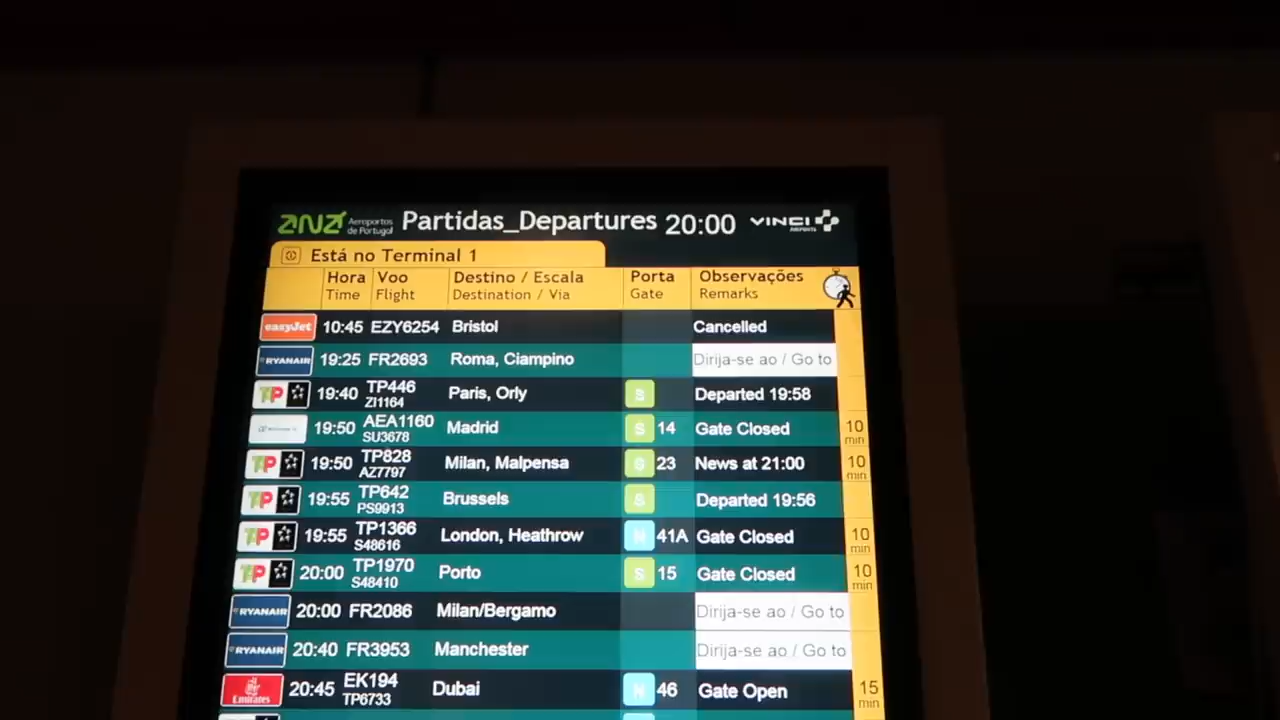 ANA Aeroportos de Portugal Partidas_Departures 20:00 VINCI AIRPORTS
Está no Terminal 1
Hora Voo Destino / Escala Porta Observações
Time Flight Destination / Via Gate Remarks
easyJet 10:45 EZY6254 Bristol Cancelled
RYANAIR 19:25 FR2693 Roma, Ciampino Dirija-se ao / Go to
TP 19:40 TP446 ZI1164 Paris, Orly S Departed 19:58
19:50 AEA1160 SU3678 Madrid S 14 Gate Closed 10 min
TP 19:50 TP828 AZ7797 Milan, Malpensa S 23 News at 21:00 10 min
TP 19:55 TP642 PS9913 Brussels S Departed 19:56
TP 19:55 TP1366 S48616 London, Heathrow N 41A Gate Closed 10 min
TP 20:00 TP1970 S48410 Porto S 15 Gate Closed 10 min
RYANAIR 20:00 FR2086 Milan/Bergamo Dirija-se ao / Go to
RYANAIR 20:40 FR3953 Manchester Dirija-se ao / Go to
Emirates 20:45 EK194 TP6733 Dubai N 46 Gate Open 15 min